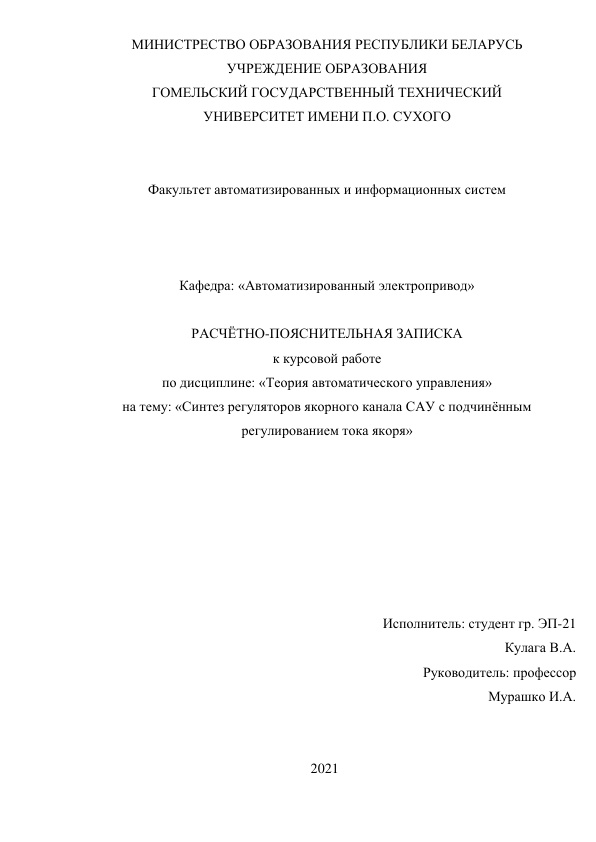 МИНИСТРЕСТВО ОБРАЗОВАНИЯ РЕСПУБЛИКИ БЕЛАРУСЬ
УЧРЕЖДЕНИЕ ОБРАЗОВАНИЯ
ГОМЕЛЬСКИЙ ГОСУДАРСТВЕННЫЙ ТЕХНИЧЕСКИЙ
УНИВЕРСИТЕТ ИМЕНИ П.О. СУХОГО
Факультет автоматизированных и информационных систем
Кафедра: «Автоматизированный электропривод»
РАСЧЁТНО-ПОЯСНИТЕЛЬНАЯ ЗАПИСКА
к курсовой работе
по дисциплине: «Теория автоматического управления»
на тему: «Синтез регуляторов якорного канала САУ с подчинённым
регулированием тока якоря»
Исполнитель: студент гр. ЭП-21
Кулага В.А.
Руководитель: профессор
Мурашко И.А.
2021